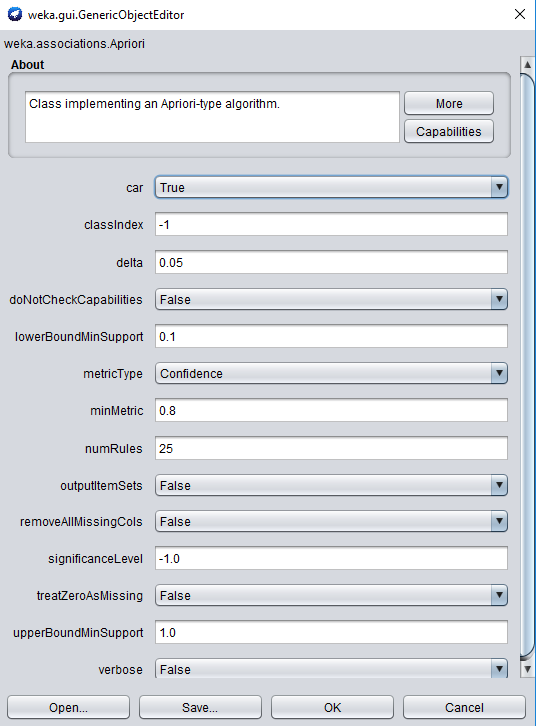 weka.gui.GenericObjectEditor
weka.associations.Apriori
About
Class implementing an Apriori-type algorithm.
More
Capabilities
car True
classIndex -1
delta 0.05
doNotCheckCapabilities False
lowerBoundMinSupport 0.1
metricType Confidence
minMetric 0.8
numRules 25
outputItemSets False
removeAllMissingCols False
significanceLevel -1.0
treatZeroAsMissing False
upperBoundMinSupport 1.0
verbose False
Open... Save... OK Cancel